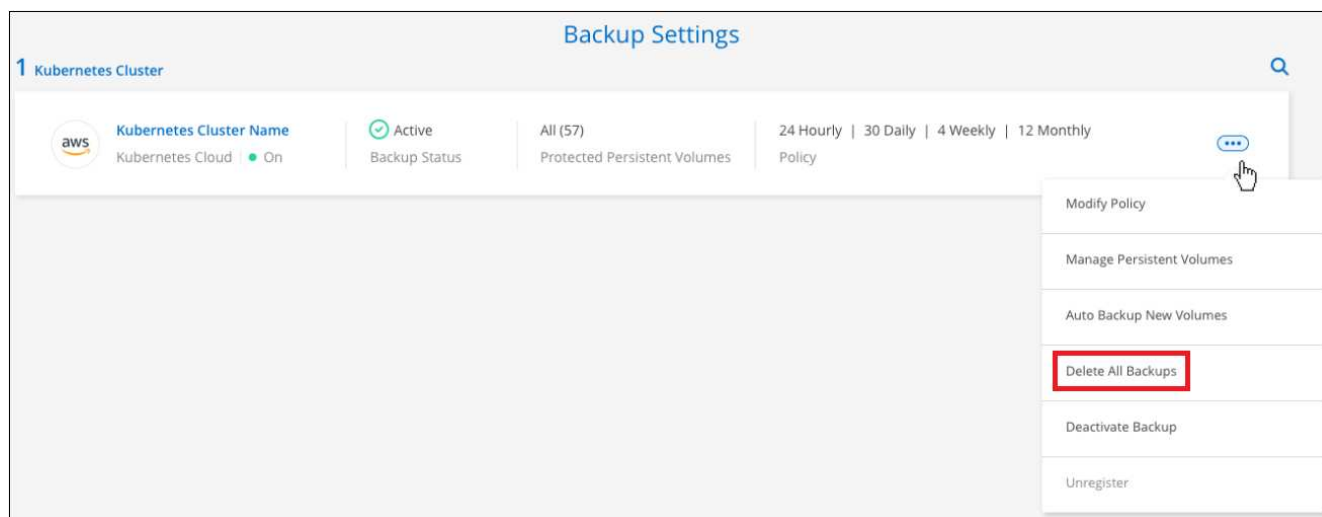 Backup Settings
1 Kubernetes Cluster
aws
Kubernetes Cluster Name
Active
All (57)
24 Hourly | 30 Daily | 4 Weekly | 12 Monthly
Kubernetes Cloud | On
Backup Status
Protected Persistent Volumes
Policy
Modify Policy
Manage Persistent Volumes
Auto Backup New Volumes
Delete All Backups
Deactivate Backup
Unregister